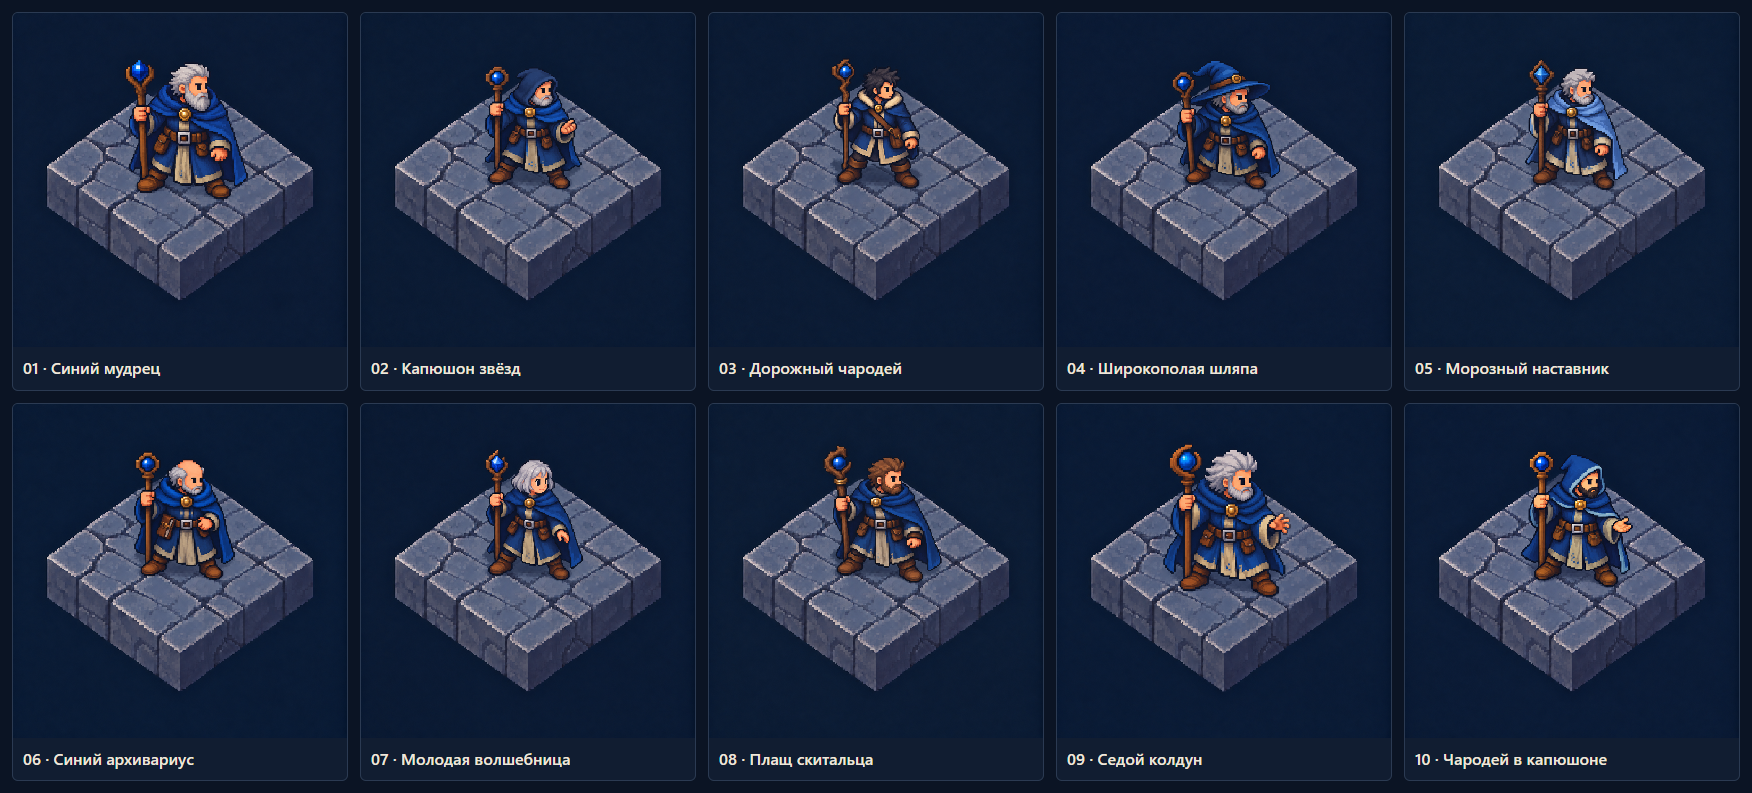 01 · Синий мудрец
02 · Капюшон звёзд
03 · Дорожный чародей
04 · Широкополая шляпа
05 · Морозный наставник
06 · Синий архивариус
07 · Молодая волшебница
08 · Плащ скитальца
09 · Седой колдун
10 · Чародей в капюшоне